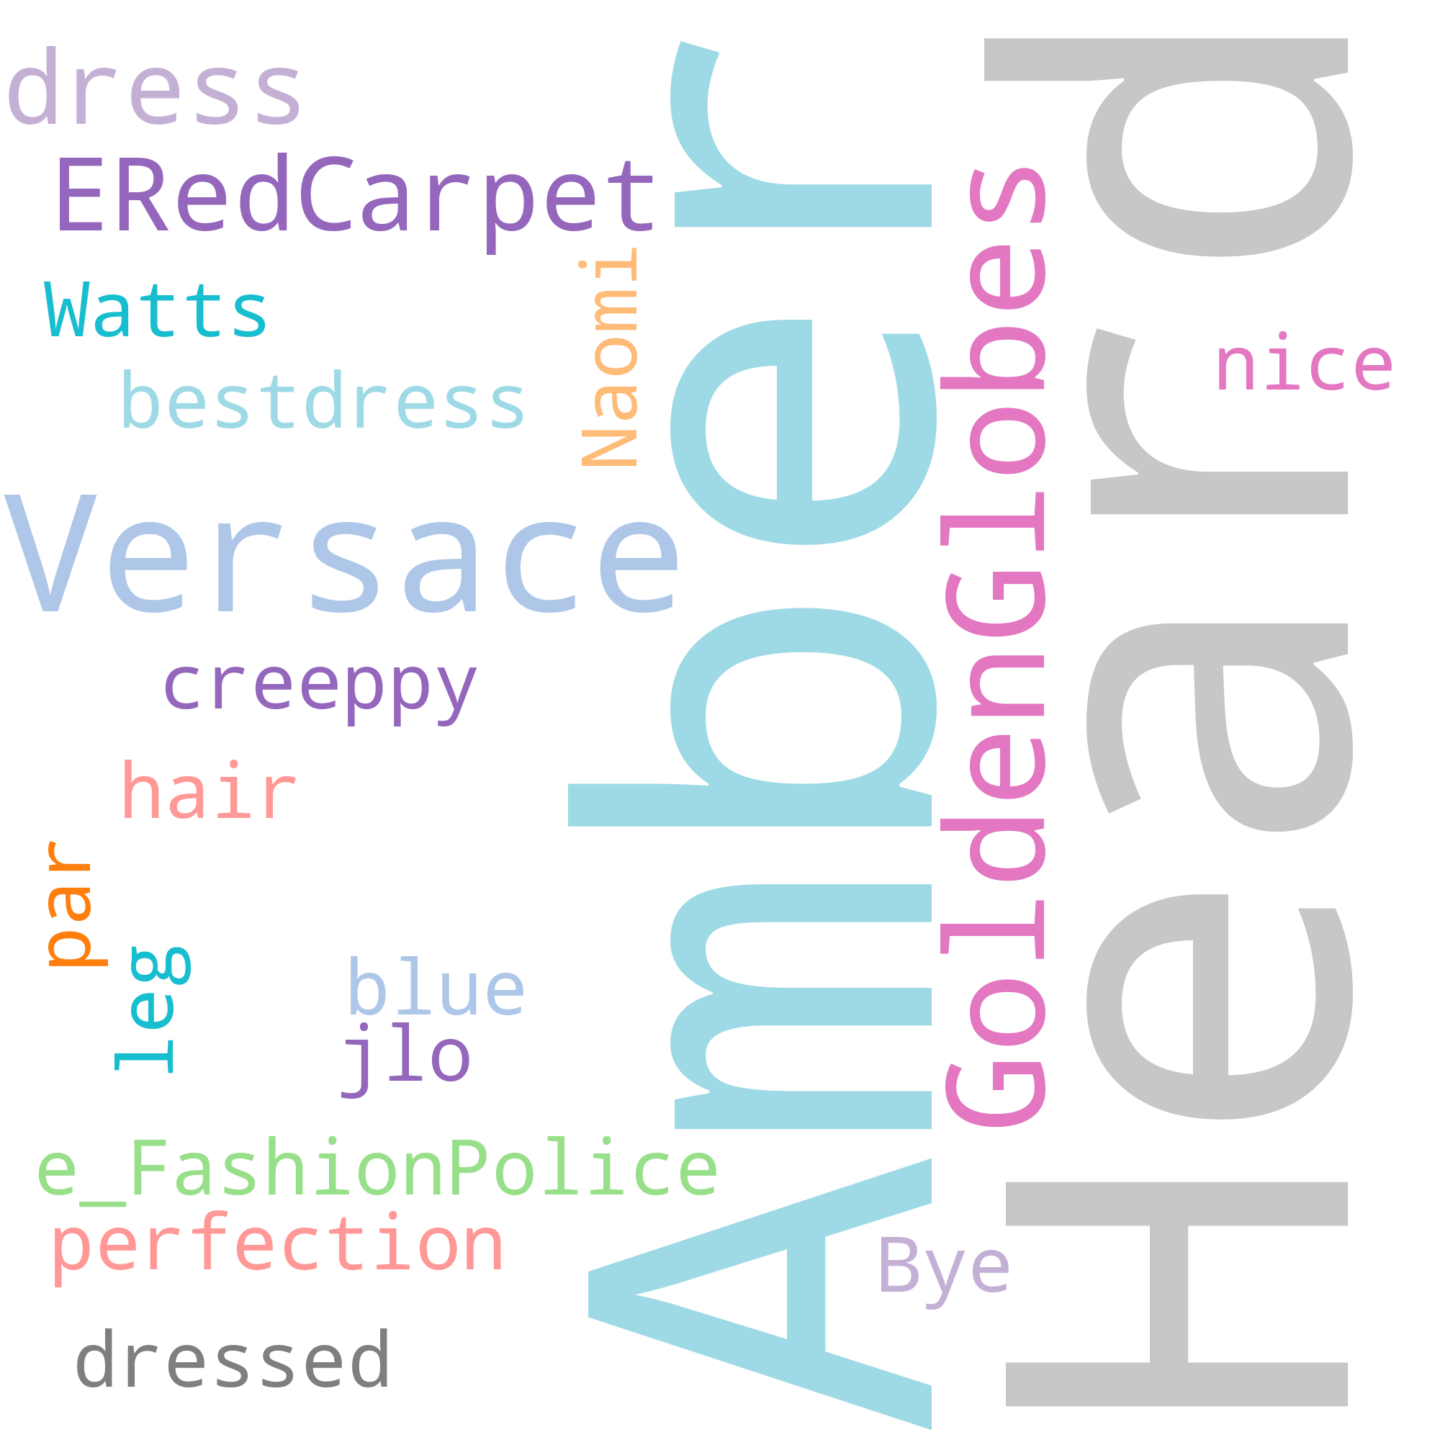 dress
ERedCarpet
Watts
Naomi
bestdress
Versace
creeppy
hair
par
leg
blue
jlo
e_FashionPolice
perfection
dressed
Amber
GoldenGlobes
Heard
nice
Bye